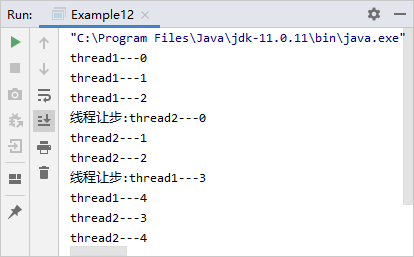 Run: Example12
"C:\Program Files\Java\jdk-11.0.11\bin\java.exe"
thread1---0
thread1---1
thread1---2
线程让步:thread2---0
thread2---1
thread2---2
线程让步:thread1---3
thread1---4
thread2---3
thread2---4